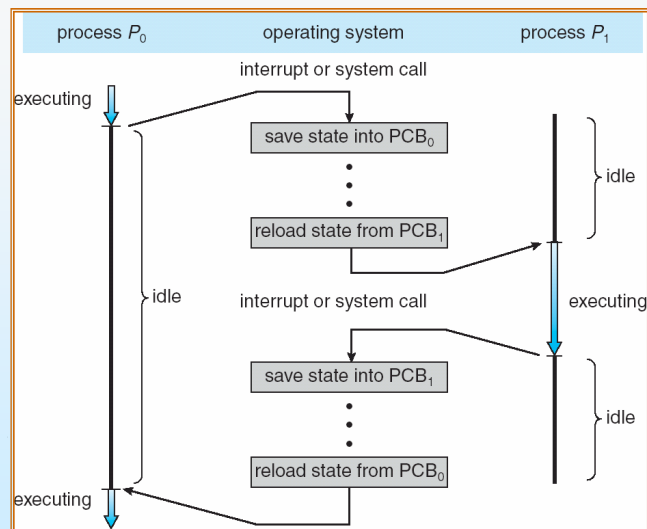 process P₀ operating system process P₁
interrupt or system call
executing
save state into PCB₀
idle
reload state from PCB₁
idle
interrupt or system call
executing
save state into PCB₁
idle
reload state from PCB₀
executing